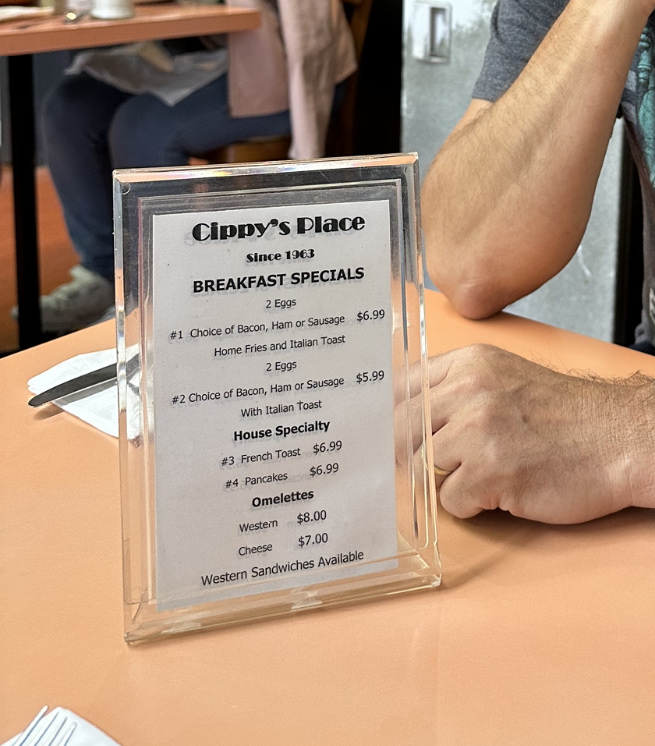 Cippy's Place
Since 1963
BREAKFAST SPECIALS
2 Eggs
#1 Choice of Bacon, Ham or Sausage $6.99
Home Fries and Italian Toast
2 Eggs
#2 Choice of Bacon, Ham or Sausage $5.99
With Italian Toast
House Specialty
#3 French Toast $6.99
#4 Pancakes $6.99
Omelettes
Western $8.00
Cheese $7.00
Western Sandwiches Available